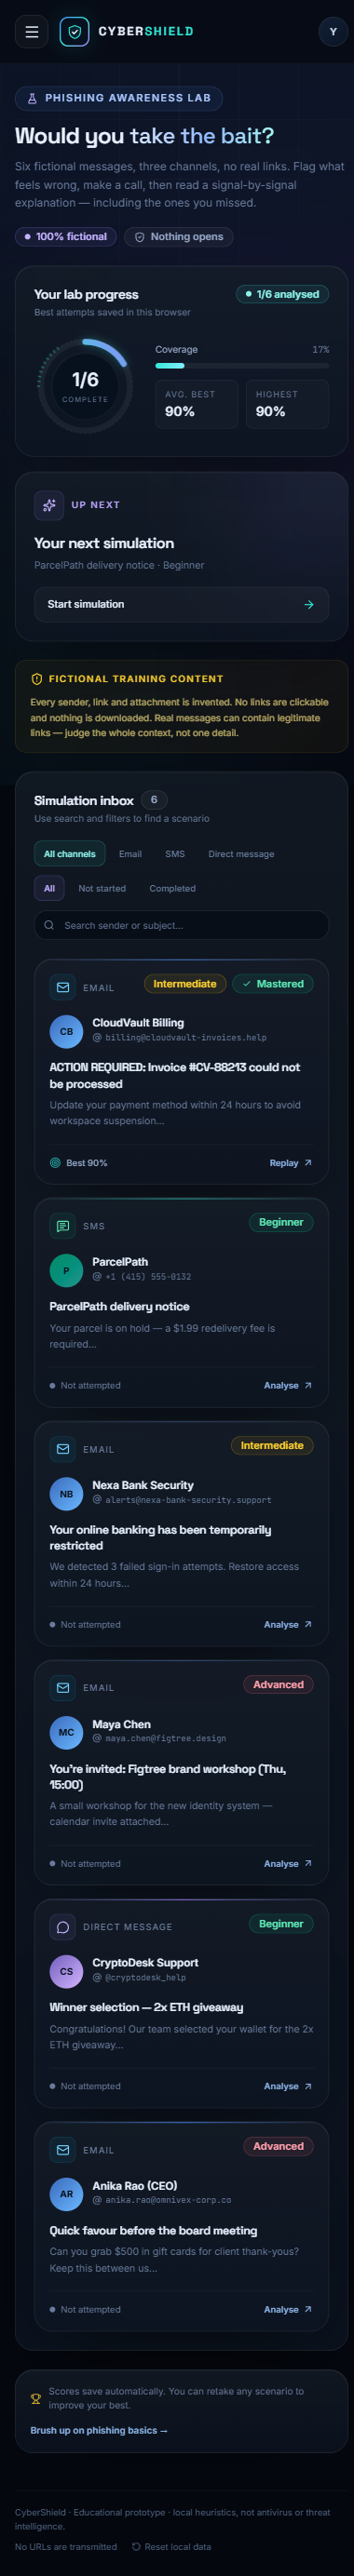 CYBERSHIELD
Y
PHISHING AWARENESS LAB
Would you take the bait?
Six fictional messages, three channels, no real links. Flag what
feels wrong, make a call, then read a signal-by-signal
explanation — including the ones you missed.
100% fictional
Nothing opens
Your lab progress
1/6 analysed
Best attempts saved in this browser
1/6
COMPLETE
Coverage
17%
AVG. BEST
90%
HIGHEST
90%
UP NEXT
Your next simulation
ParcelPath delivery notice · Beginner
Start simulation →
FICTIONAL TRAINING CONTENT
Every sender, link and attachment is invented. No links are clickable
and nothing is downloaded. Real messages can contain legitimate
links — judge the whole context, not one detail.
Simulation inbox 6
Use search and filters to find a scenario
All channels Email SMS Direct message
All Not started Completed
Search sender or subject...
EMAIL Intermediate ✓ Mastered
CB CloudVault Billing
@ billing@cloudvault-invoices.help
ACTION REQUIRED: Invoice #CV-88213 could not
be processed
Update your payment method within 24 hours to avoid
workspace suspension...
Best 90% Replay ↗
SMS Beginner
P ParcelPath
@ +1 (415) 555-0132
ParcelPath delivery notice
Your parcel is on hold — a $1.99 redelivery fee is
required...
Not attempted Analyse ↗
EMAIL Intermediate
NB Nexa Bank Security
@ alerts@nexa-bank-security.support
Your online banking has been temporarily
restricted
We detected 3 failed sign-in attempts. Restore access
within 24 hours...
Not attempted Analyse ↗
EMAIL Advanced
MC Maya Chen
@ maya.chen@figtree.design
You're invited: Figtree brand workshop (Thu,
15:00)
A small workshop for the new identity system —
calendar invite attached...
Not attempted Analyse ↗
DIRECT MESSAGE Beginner
CS CryptoDesk Support
@ @cryptodesk_help
Winner selection — 2x ETH giveaway
Congratulations! Our team selected your wallet for the 2x
ETH giveaway...
Not attempted Analyse ↗
EMAIL Advanced
AR Anika Rao (CEO)
@ anika.rao@omnivex-corp.co
Quick favour before the board meeting
Can you grab $500 in gift cards for client thank-yous?
Keep this between us...
Not attempted Analyse ↗
Scores save automatically. You can retake any scenario to
improve your best.
Brush up on phishing basics →
CyberShield · Educational prototype · local heuristics, not antivirus or threat
intelligence.
No URLs are transmitted Reset local data